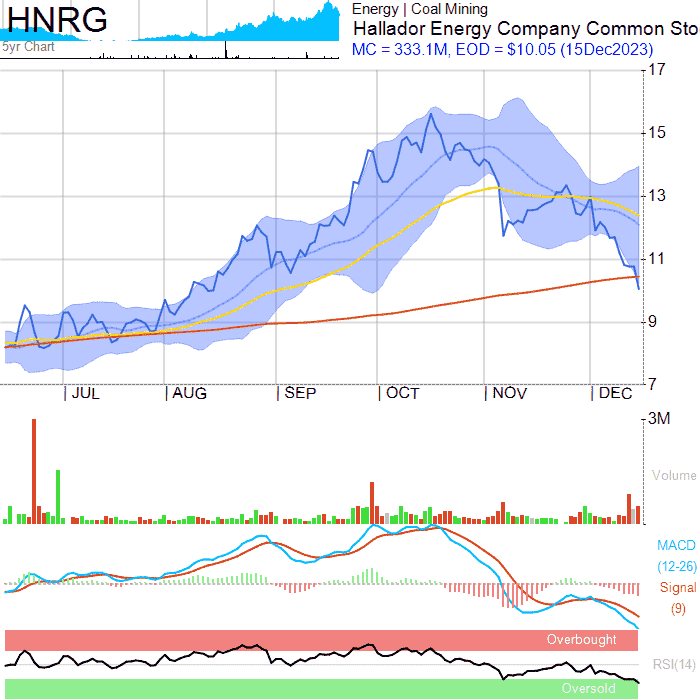 HNRG
5yr Chart
Energy | Coal Mining
Hallador Energy Company Common Sto
MC = 333.1M, EOD = $10.05 (15Dec2023)
17
15
13
11
9
7
JUL AUG SEP OCT NOV DEC
3M
Volume
MACD
(12-26)
Signal
(9)
Overbought
RSI(14)
Oversold